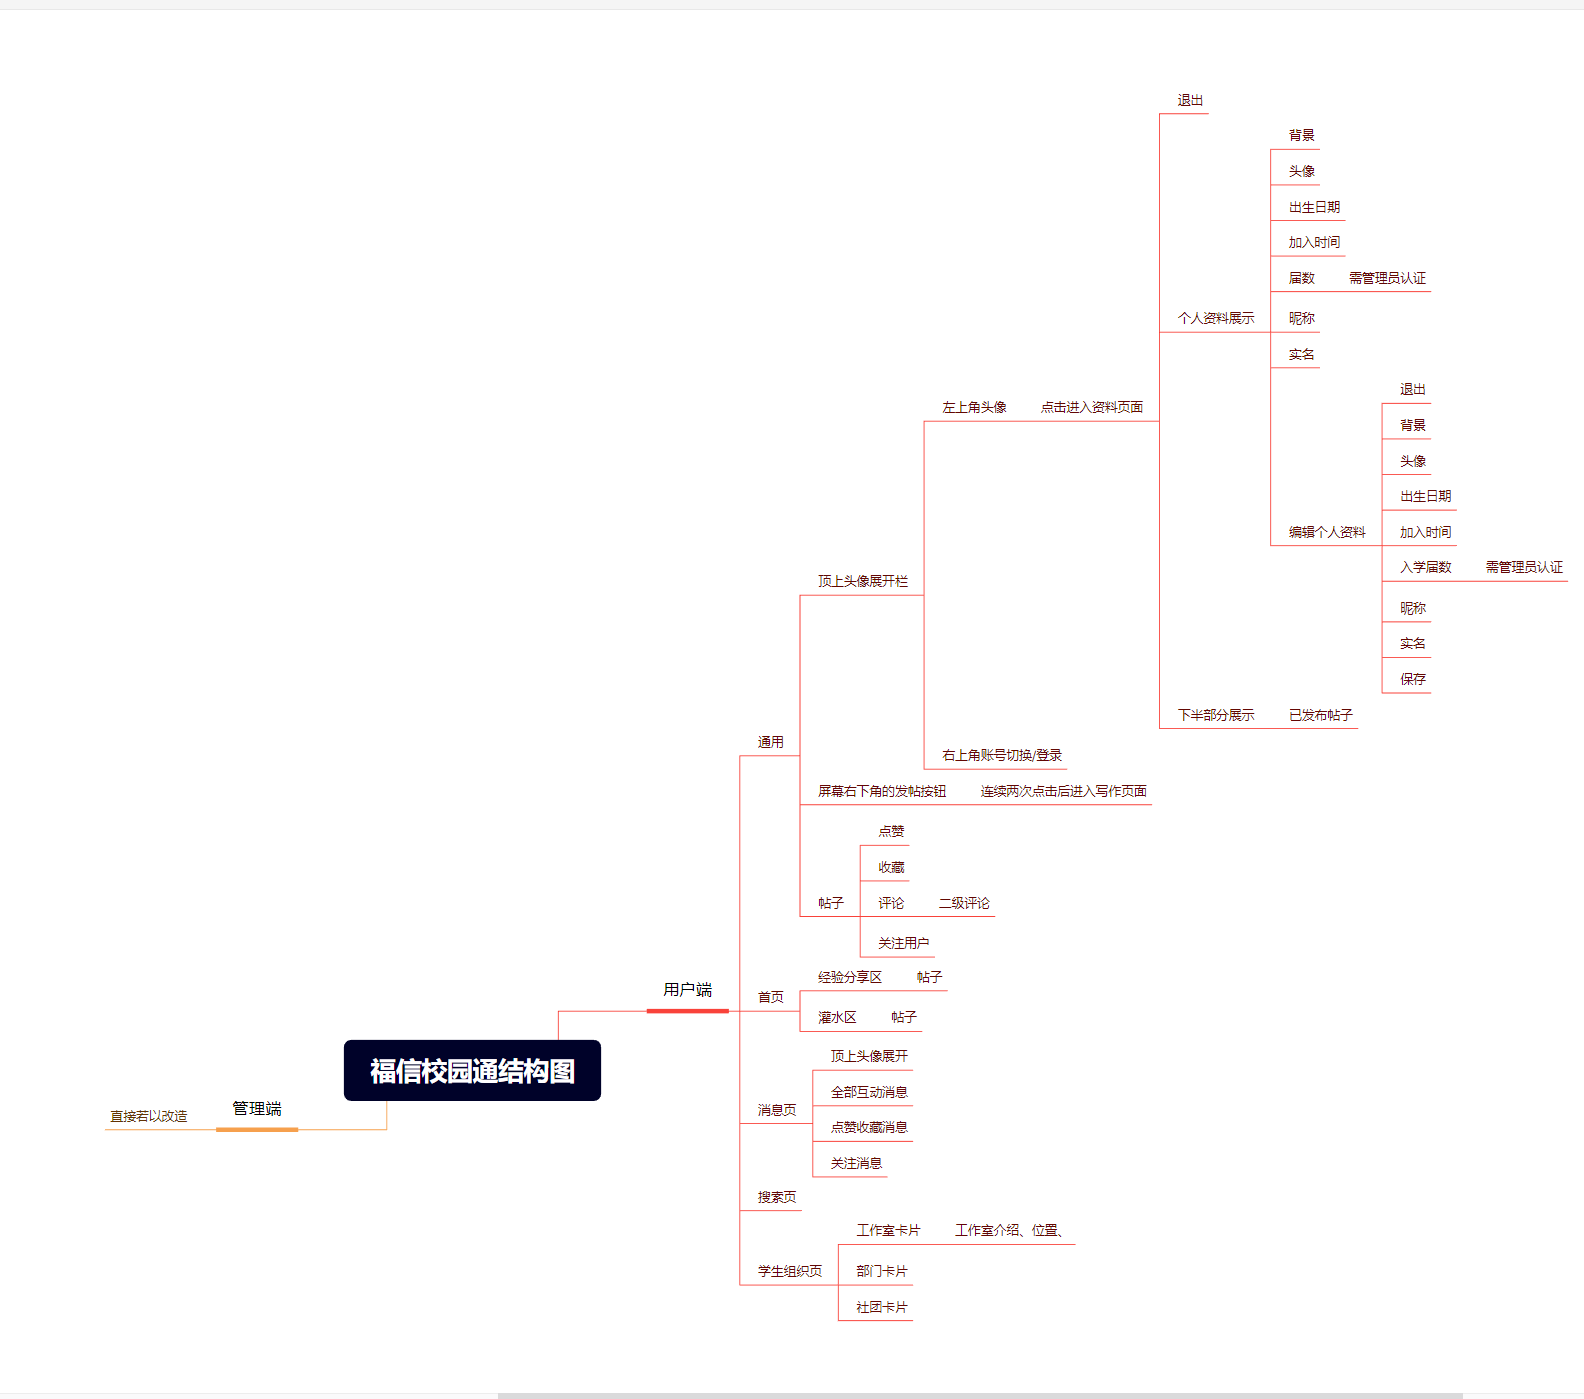 退出
背景
头像
出生日期
加入时间
届数 需管理员认证
个人资料展示 昵称
实名
退出
背景
左上角头像 点击进入资料页面
头像
出生日期
编辑个人资料 加入时间
入学届数 需管理员认证
顶上头像展开栏
昵称
实名
保存
下半部分展示 已发布帖子
通用
右上角账号切换/登录
屏幕右下角的发帖按钮 连续两次点击后进入写作页面
点赞
收藏
帖子 评论 二级评论
关注用户
经验分享区 帖子
用户端 首页
灌水区 帖子
福信校园通结构图
顶上头像展开
全部互动消息
消息页
点赞收藏消息
关注消息
直接若以改造 管理端
搜索页
工作室卡片 工作室介绍、位置、
学生组织页 部门卡片
社团卡片